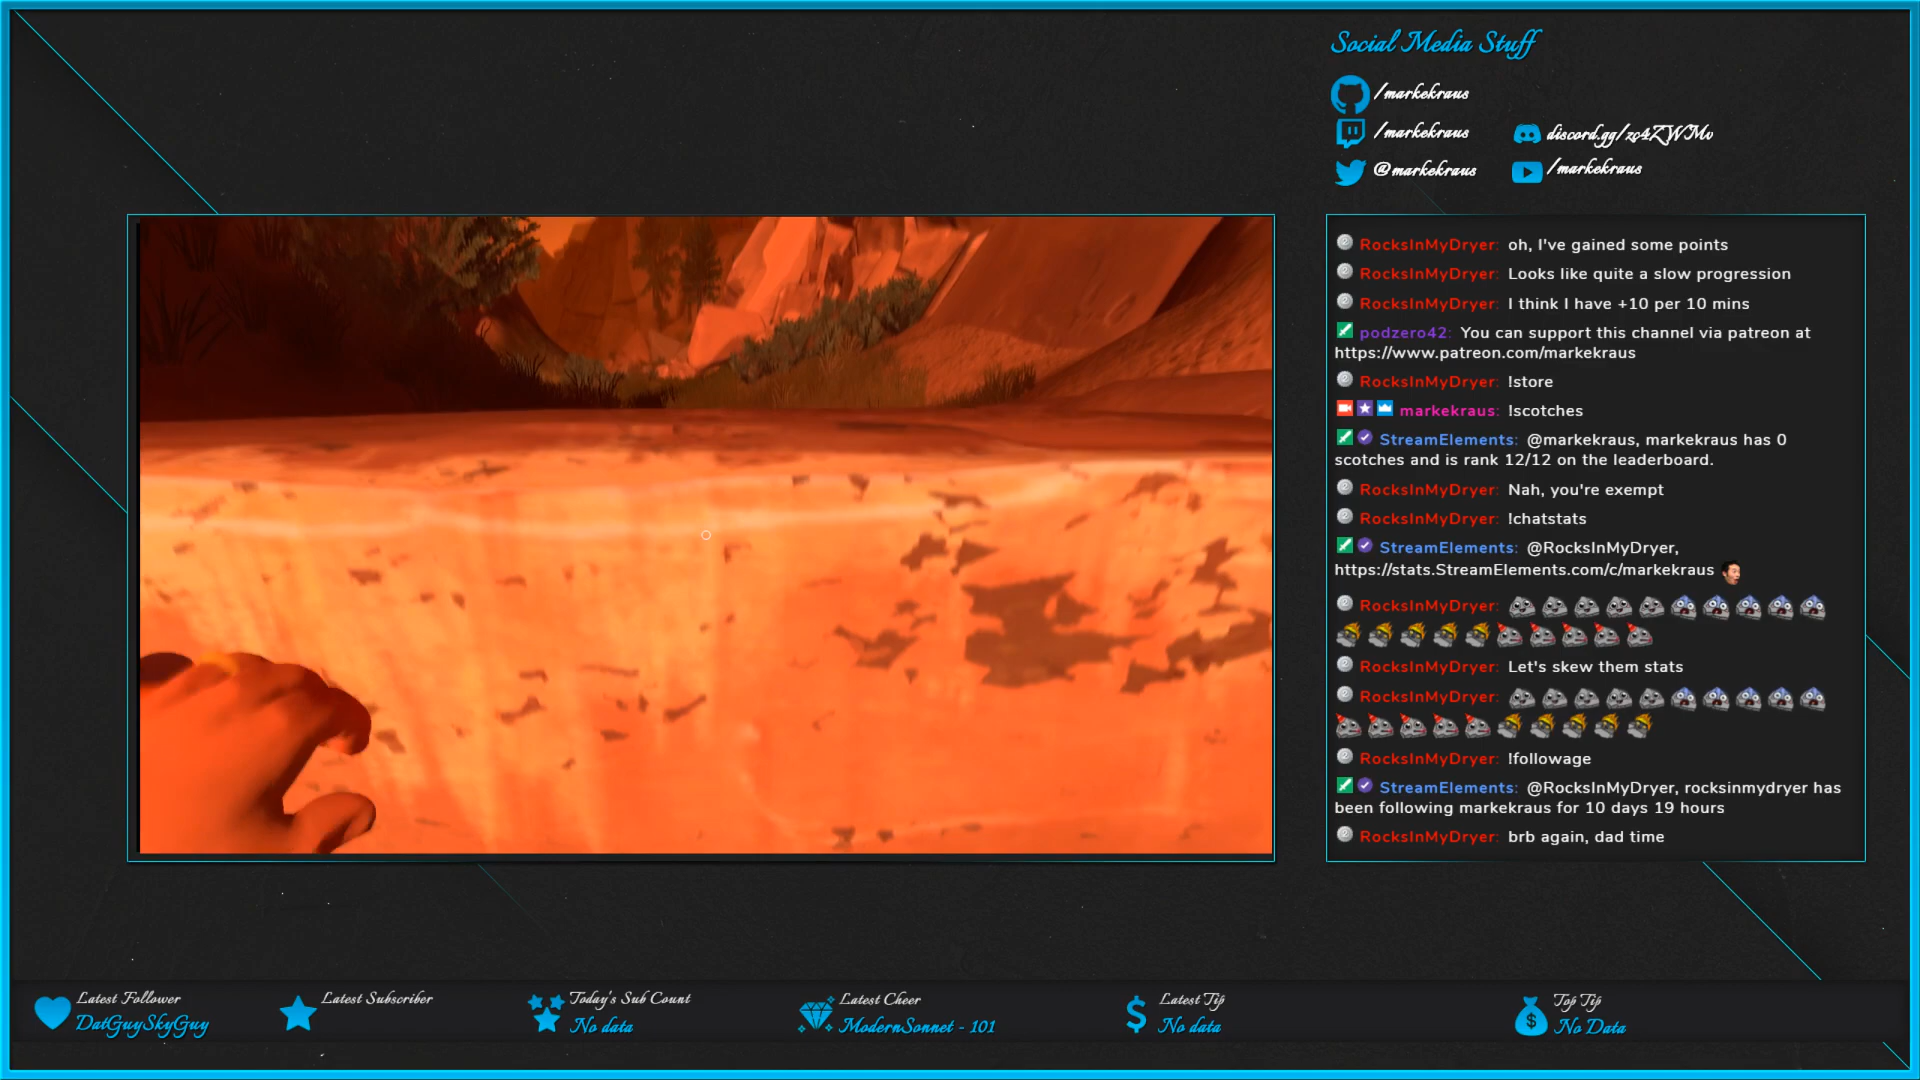 Social Media Stuff
/markekraus
/markekraus
discord.gg/zc4ZWMv
@markekraus
/markekraus
RocksInMyDryer: oh, I've gained some points
RocksInMyDryer: Looks like quite a slow progression
RocksInMyDryer: I think I have +10 per 10 mins
podzero42: You can support this channel via patreon at
https://www.patreon.com/markekraus
RocksInMyDryer: !store
markekraus: !scotches
StreamElements: @markekraus, markekraus has 0
scotches and is rank 12/12 on the leaderboard.
RocksInMyDryer: Nah, you're exempt
RocksInMyDryer: !chatstats
StreamElements: @RocksInMyDryer,
https://stats.StreamElements.com/c/markekraus
RocksInMyDryer:
RocksInMyDryer: Let's skew them stats
RocksInMyDryer:
RocksInMyDryer: !followage
StreamElements: @RocksInMyDryer, rocksinmydryer has
been following markekraus for 10 days 19 hours
RocksInMyDryer: brb again, dad time
Latest Follower
DatGuySkyGuy
Latest Subscriber
Today's Sub Count
No data
Latest Cheer
ModernSonnet - 101
Latest Tip
No data
Top Tip
No Data